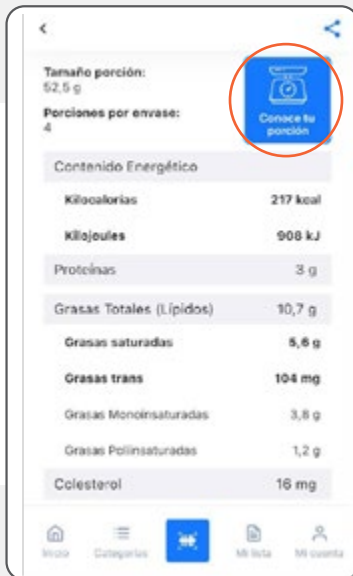 Tamaño porción:
52,5 g
Porciones por envase:
4
Conoce tu
porción
Contenido Energético
Kilocalorías 217 kcal
Kilojoules 908 kJ
Proteínas 3 g
Grasas Totales (Lípidos) 10,7 g
Grasas saturadas 5,6 g
Grasas trans 104 mg
Grasas Monoinsaturadas 3,8 g
Grasas Poliinsaturadas 1,2 g
Colesterol 16 mg
Inicio Categorías Mi lista Mi cuenta